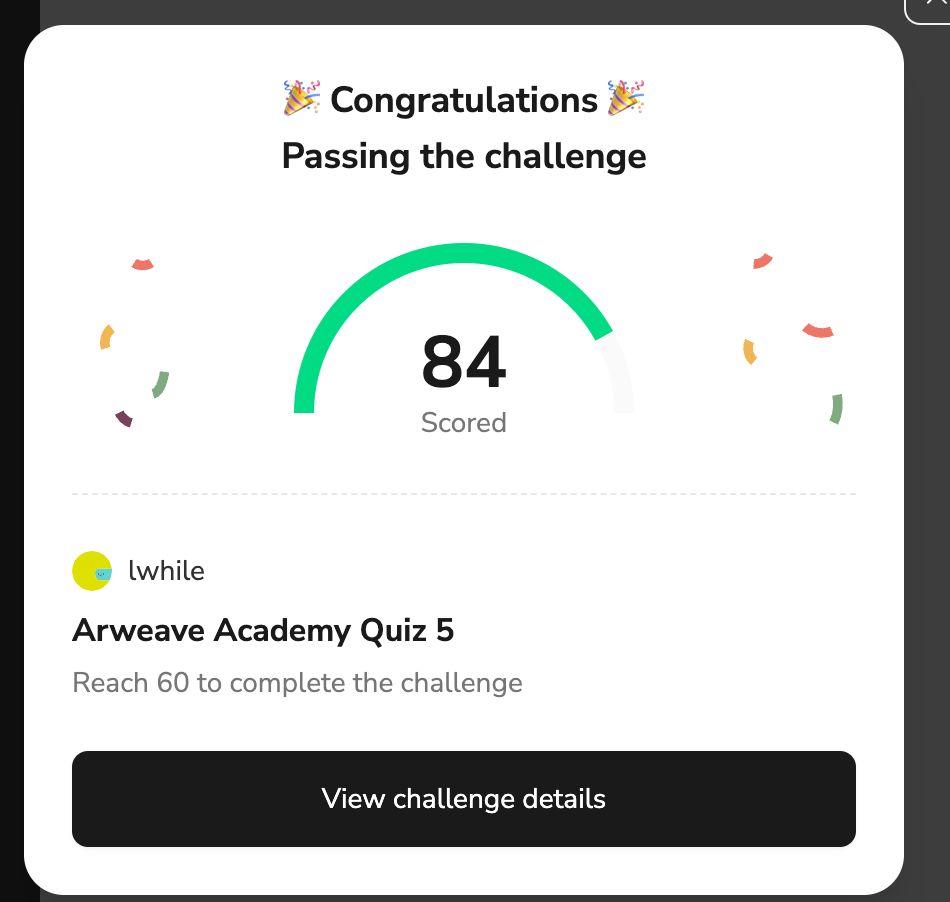 🎉 Congratulations 🎉
Passing the challenge
84
Scored
lwhile
Arweave Academy Quiz 5
Reach 60 to complete the challenge
View challenge details